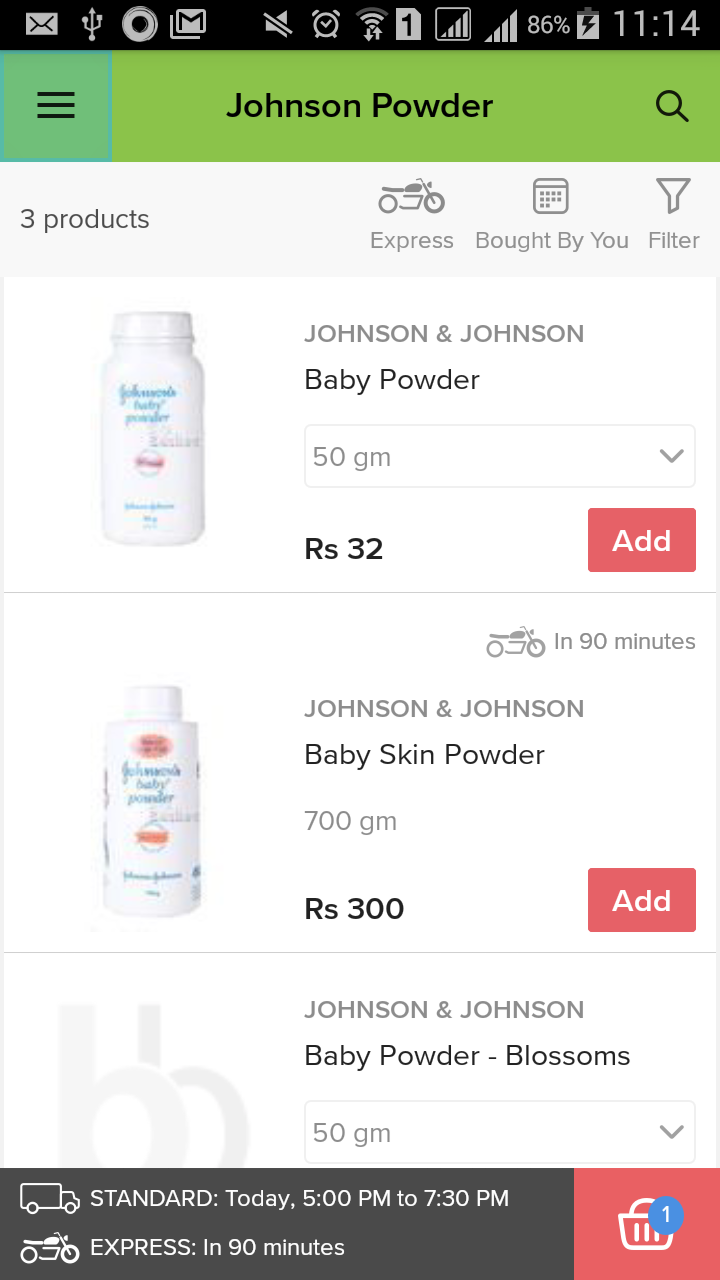 1 86% 11:14
Johnson Powder
3 products
Express Bought By You Filter
JOHNSON & JOHNSON
Baby Powder
50 gm
Rs 32 Add
Johnson's
baby
powder
In 90 minutes
JOHNSON & JOHNSON
Baby Skin Powder
700 gm
Rs 300 Add
Johnson's
baby
powder
JOHNSON & JOHNSON
Baby Powder - Blossoms
50 gm
bb
STANDARD: Today, 5:00 PM to 7:30 PM
EXPRESS: In 90 minutes
1